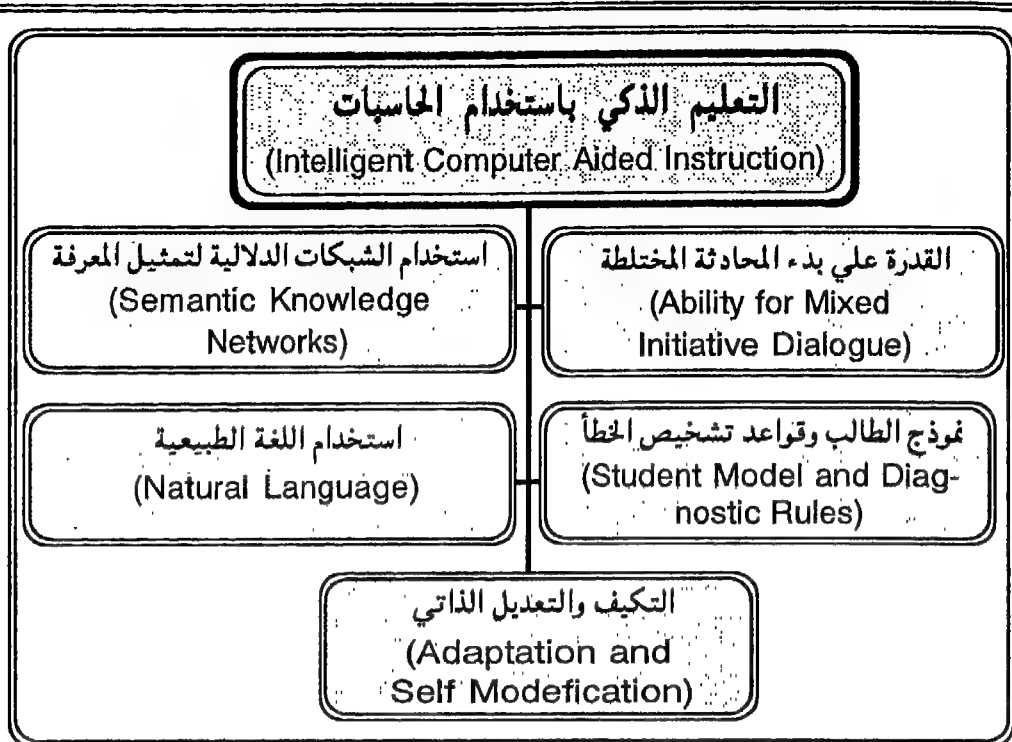 التعليم الذكي باستخدام الحاسبات
(Intelligent Computer Aided Instruction)
القدرة علي بدء المحادثة المختلطة
(Ability for Mixed
Initiative Dialogue)
استخدام الشبكات الدلالية لتمثيل المعرفة
(Semantic Knowledge
Networks)
نموذج الطالب وقواعد تشخيص الخطأ
(Student Model and Diag-
nostic Rules)
استخدام اللغة الطبيعية
(Natural Language)
التكيف والتعديل الذاتي
(Adaptation and
Self Modefication)